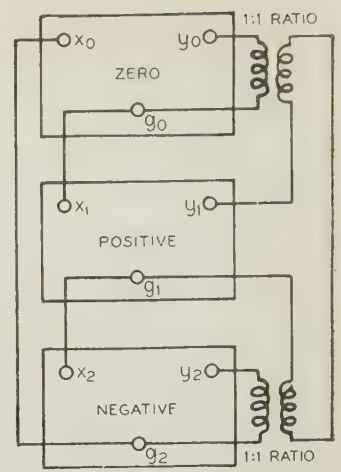 1:1 RATIO
x₀ y₀
ZERO
g₀
x₁ y₁
POSITIVE
g₁
x₂ y₂
NEGATIVE
g₂
1:1 RATIO